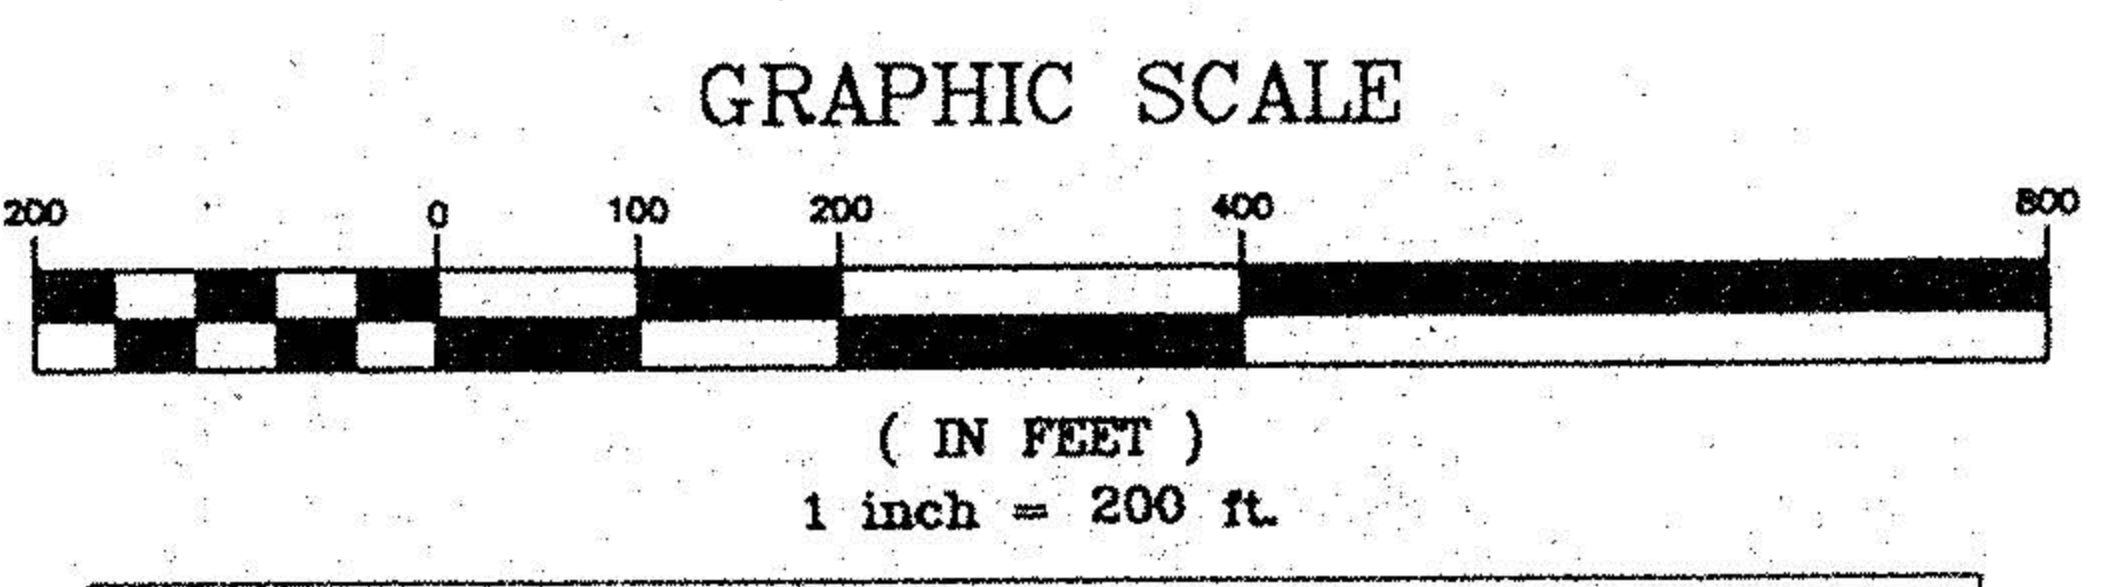 GRAPHIC SCALE
200 0 100 200 400 800
( IN FEET )
1 inch = 200 ft.